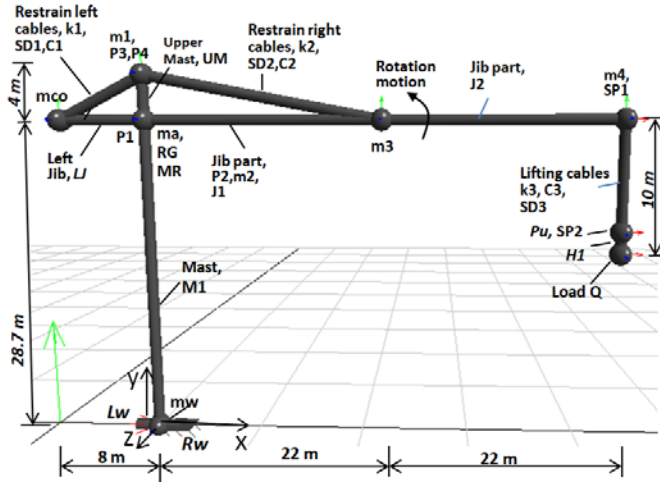 Restrain left
cables, k1,
SD1,C1
m1,
P3,P4
Upper
Mast, UM
Restrain right
cables, k2,
SD2,C2
Rotation
motion
Jib part,
J2
m4,
SP1
4 m
mco
P1
ma,
RG
MR
m3
Left
Jib, LJ
Jib part,
P2,m2,
J1
Lifting cables
k3, C3,
SD3
10 m
Pu, SP2
H1
Load Q
Mast,
M1
28.7 m
y
Lw
mw
Z
Rw
X
8 m
22 m
22 m